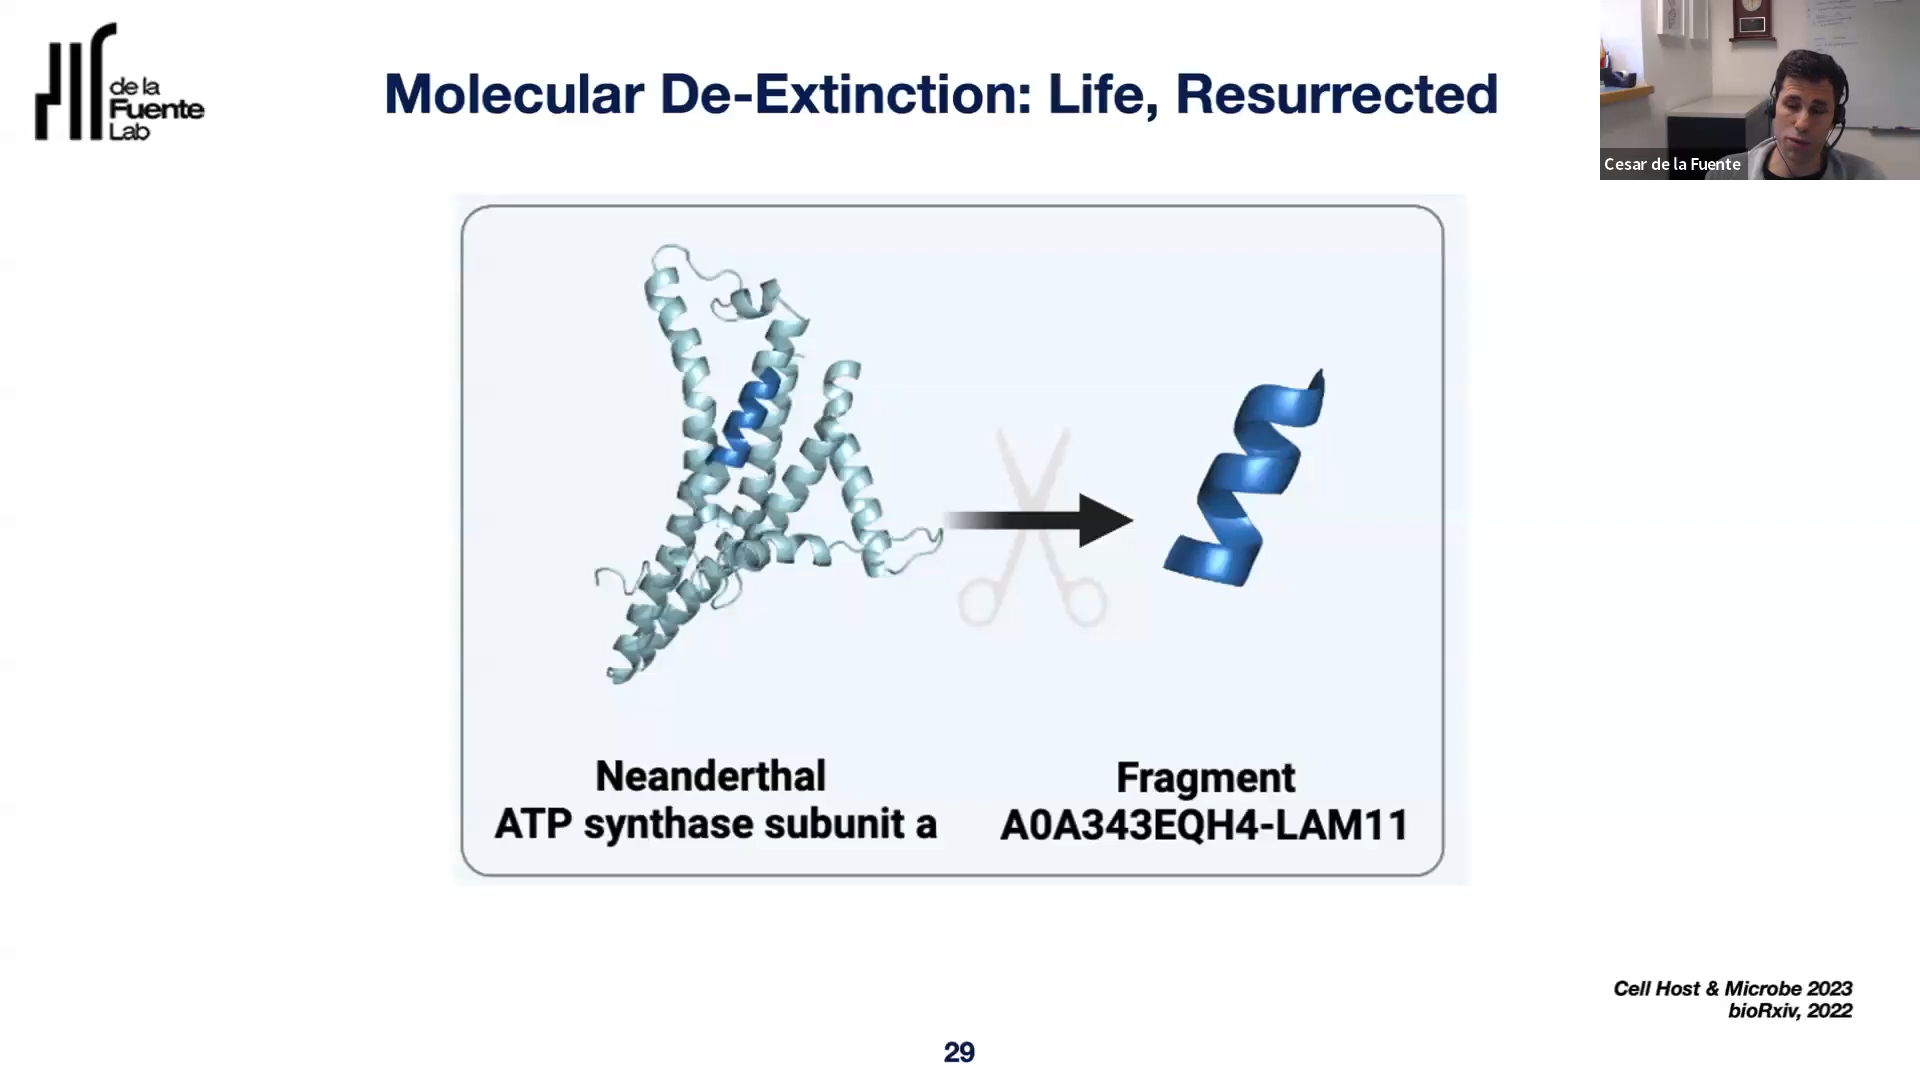 de la
Fuente
Lab
Molecular De-Extinction: Life, Resurrected
Cesar de la Fuente
Neanderthal
ATP synthase subunit a
Fragment
A0A343EQH4-LAM11
Cell Host & Microbe 2023
bioRxiv, 2022
29